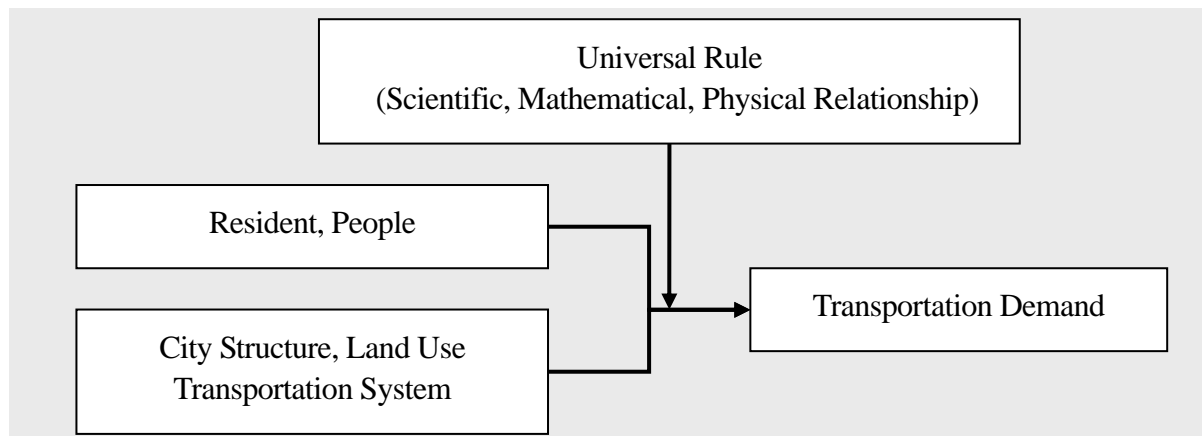 Universal Rule
(Scientific, Mathematical, Physical Relationship)
Resident, People
Transportation Demand
City Structure, Land Use
Transportation System